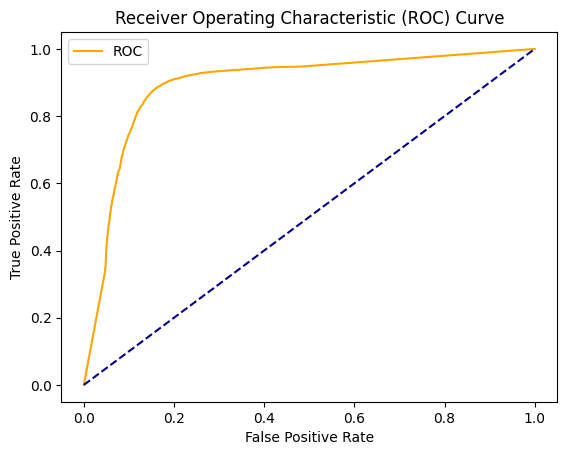 Receiver Operating Characteristic (ROC) Curve
ROC
1.0
0.8
0.6
0.4
0.2
0.0
True Positive Rate
0.0 0.2 0.4 0.6 0.8 1.0
False Positive Rate